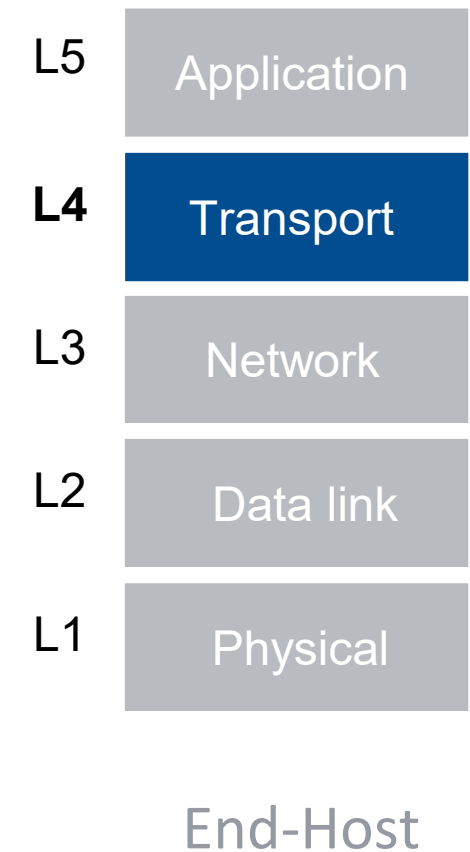 L5 Application
L4 Transport
L3 Network
L2 Data link
L1 Physical
End-Host